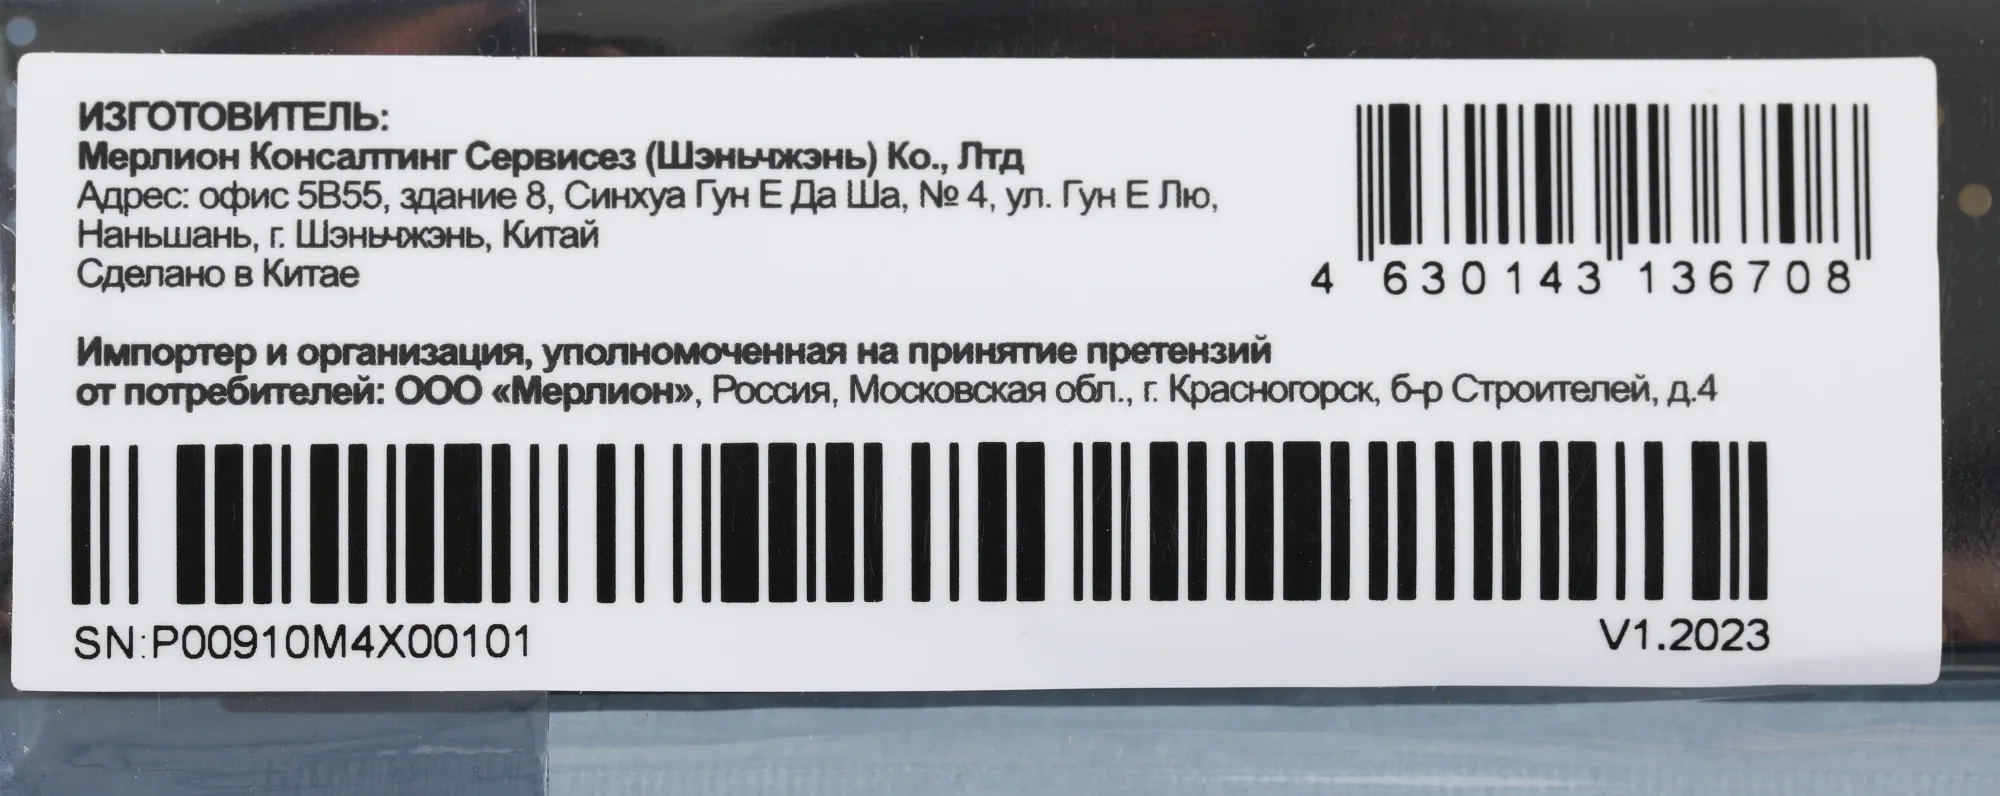 ИЗГОТОВИТЕЛЬ:
Мерлион Консалтинг Сервисез (Шэньчжэнь) Ко., Лтд
Адрес: офис 5В55, здание 8, Синхуа Гун Е Да Ша, № 4, ул. Гун Е Лю,
Наньшань, г. Шэньчжэнь, Китай
Сделано в Китае
4 630143 136708
Импортер и организация, уполномоченная на принятие претензий
от потребителей: ООО «Мерлион», Россия, Московская обл., г. Красногорск, б-р Строителей, д.4
SN:P00910M4X00101
V1.2023